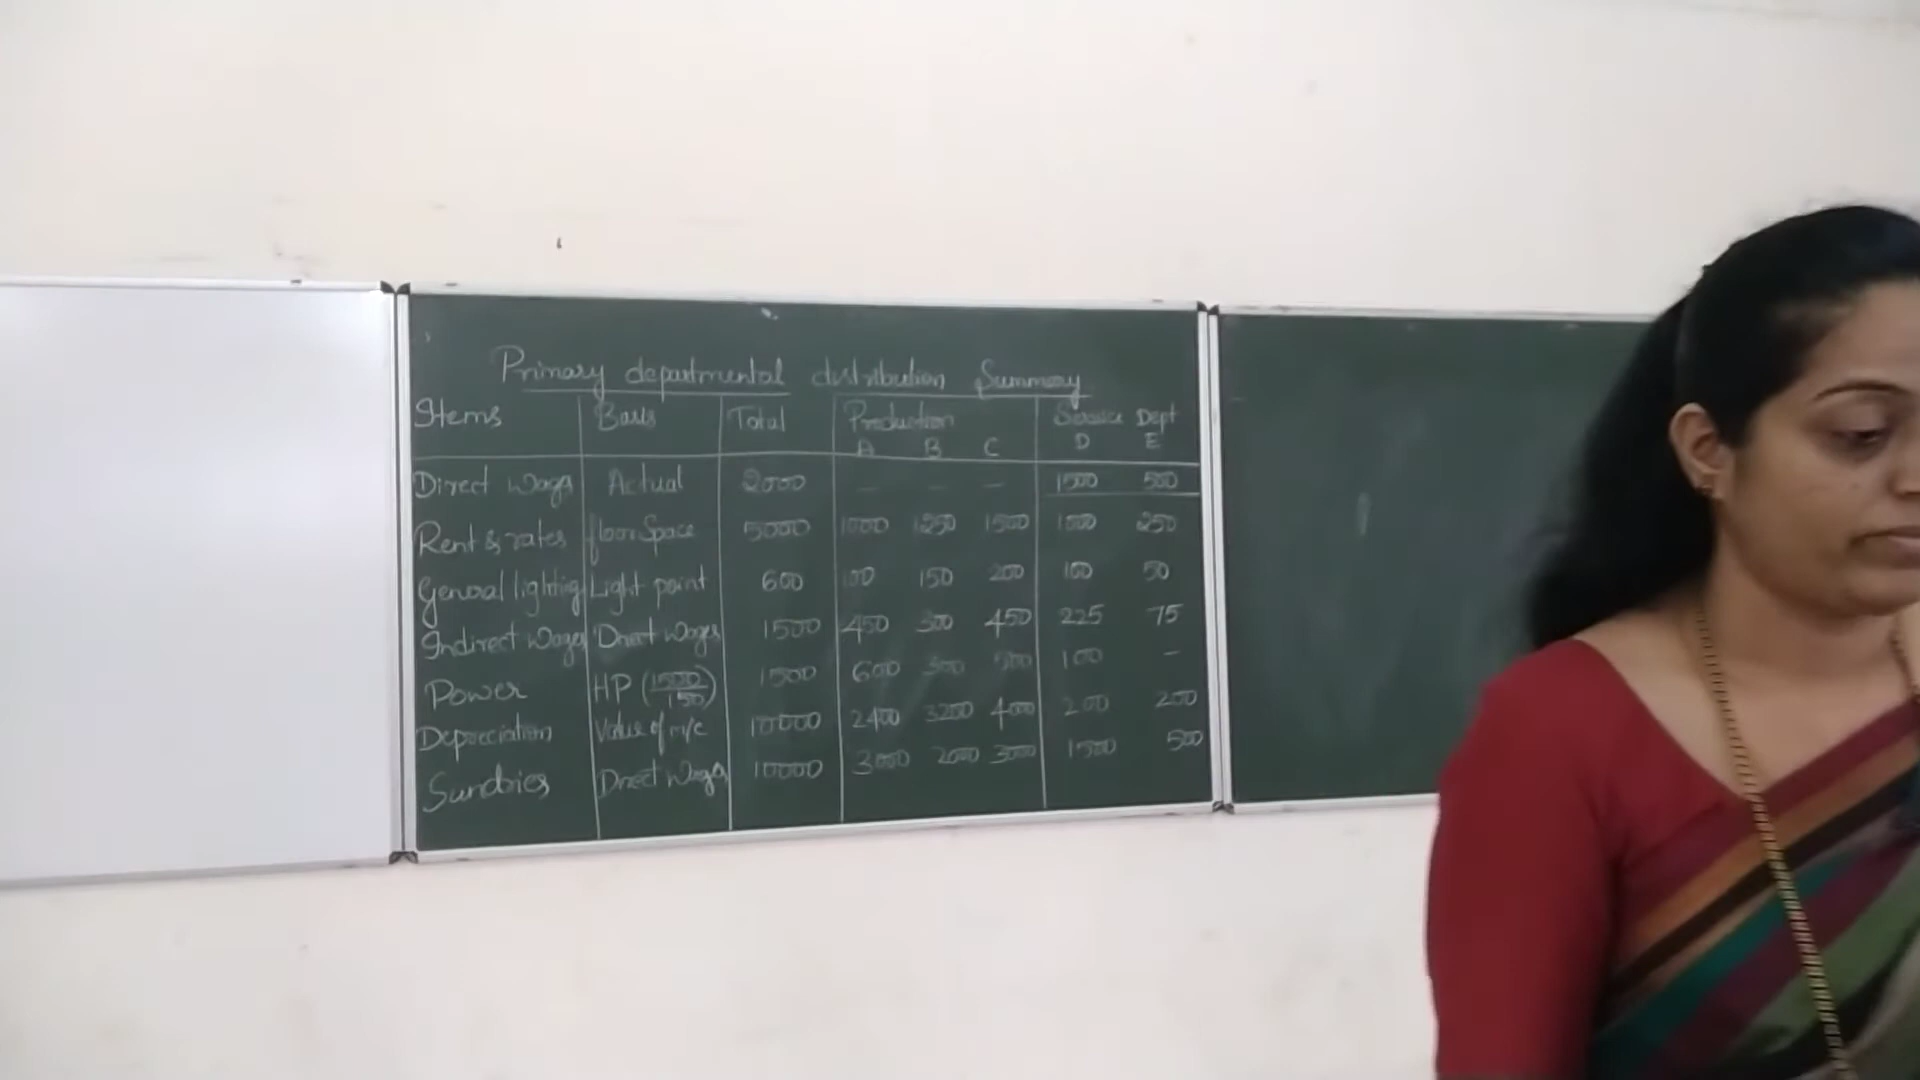 Primary departmental distribution Summary
Items Basis Total Production Service Dept
A B C D E
Direct Wages Actual 2000 — — — 1500 500
Rent & rates floor Space 5000 1000 1250 1500 1000 250
General lighting Light point 600 100 150 200 100 50
Indirect Wages Direct Wages 1500 450 300 450 225 75
Power HP (1500/150) 1500 600 300 500 100 —
Depreciation Value of m/c 10000 2400 3200 4000 200 200
Sundries Direct Wages 10000 3000 2000 3000 1500 500